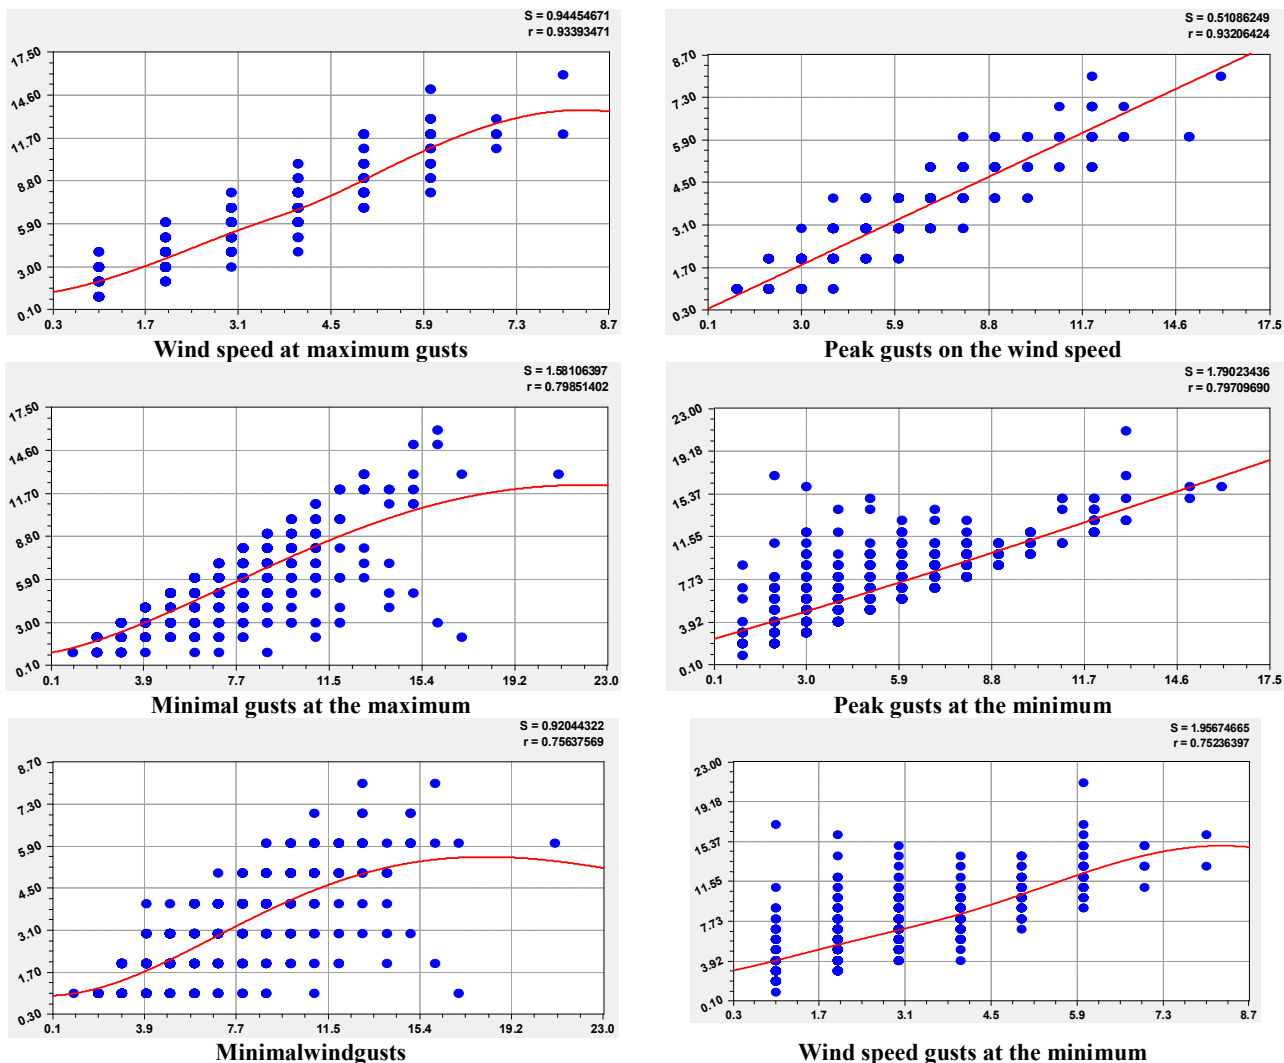 S = 0.94454671
r = 0.93393471
17.50
14.60
11.70
8.80
5.90
3.00
0.10
0.3 1.7 3.1 4.5 5.9 7.3 8.7
Wind speed at maximum gusts
S = 0.51086249
r = 0.93206424
8.70
7.30
5.90
4.50
3.10
1.70
0.30
0.1 3.0 5.9 8.8 11.7 14.6 17.5
Peak gusts on the wind speed
S = 1.58106397
r = 0.79851402
17.50
14.60
11.70
8.80
5.90
3.00
0.10
0.1 3.9 7.7 11.5 15.4 19.2 23.0
Minimal gusts at the maximum
S = 1.79023436
r = 0.79709690
23.00
19.18
15.37
11.55
7.73
3.92
0.10
0.1 3.0 5.9 8.8 11.7 14.6 17.5
Peak gusts at the minimum
S = 0.92044322
r = 0.75637569
8.70
7.30
5.90
4.50
3.10
1.70
0.30
0.1 3.9 7.7 11.5 15.4 19.2 23.0
Minimalwindgusts
S = 1.95674665
r = 0.75236397
23.00
19.18
15.37
11.55
7.73
3.92
0.10
0.3 1.7 3.1 4.5 5.9 7.3 8.7
Wind speed gusts at the minimum